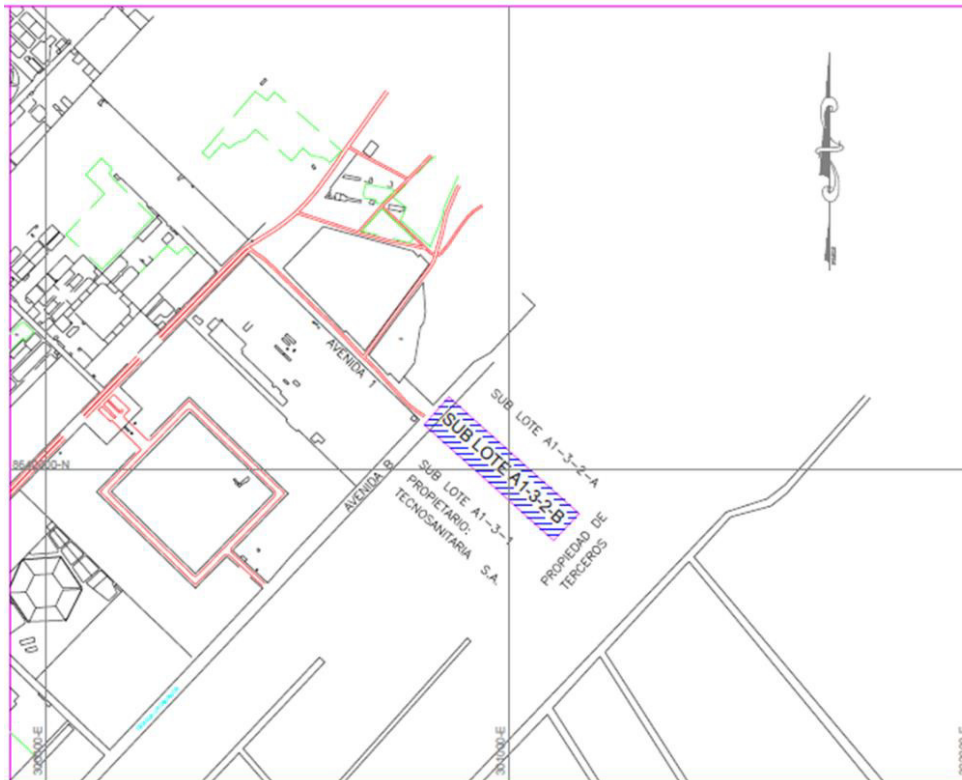 AVENIDA 1
SUB LOTE A1-3-2-A
SUB LOTE A1-3-2-B
AVENIDA B
SUB LOTE A1-3-1
PROPIETARIO:
TECNOSANITARIA S.A.
PROPIEDAD DE
TERCEROS
301000-E